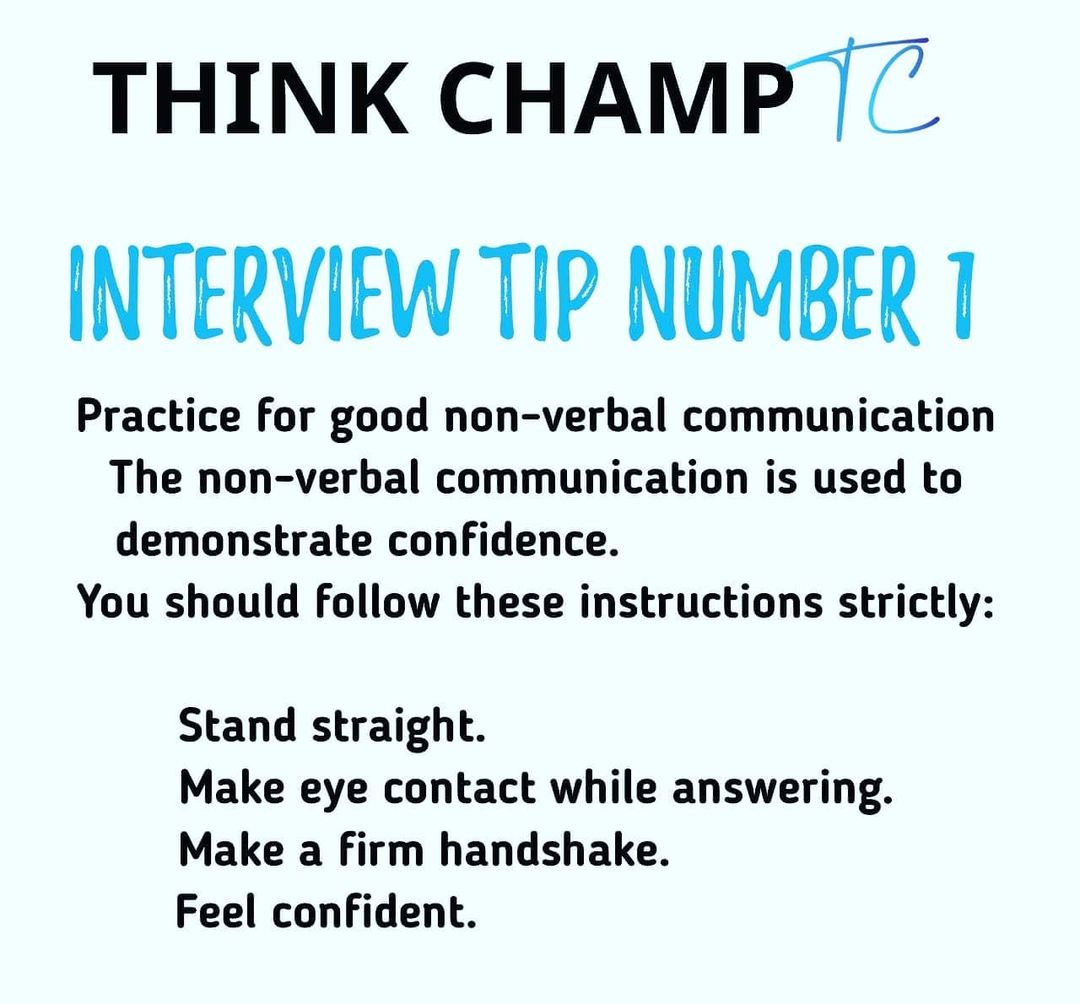 THINK CHAMP TC
INTERVIEW TIP NUMBER 1
Practice for good non-verbal communication
The non-verbal communication is used to
demonstrate confidence.
You should follow these instructions strictly:
Stand straight.
Make eye contact while answering.
Make a firm handshake.
Feel confident.